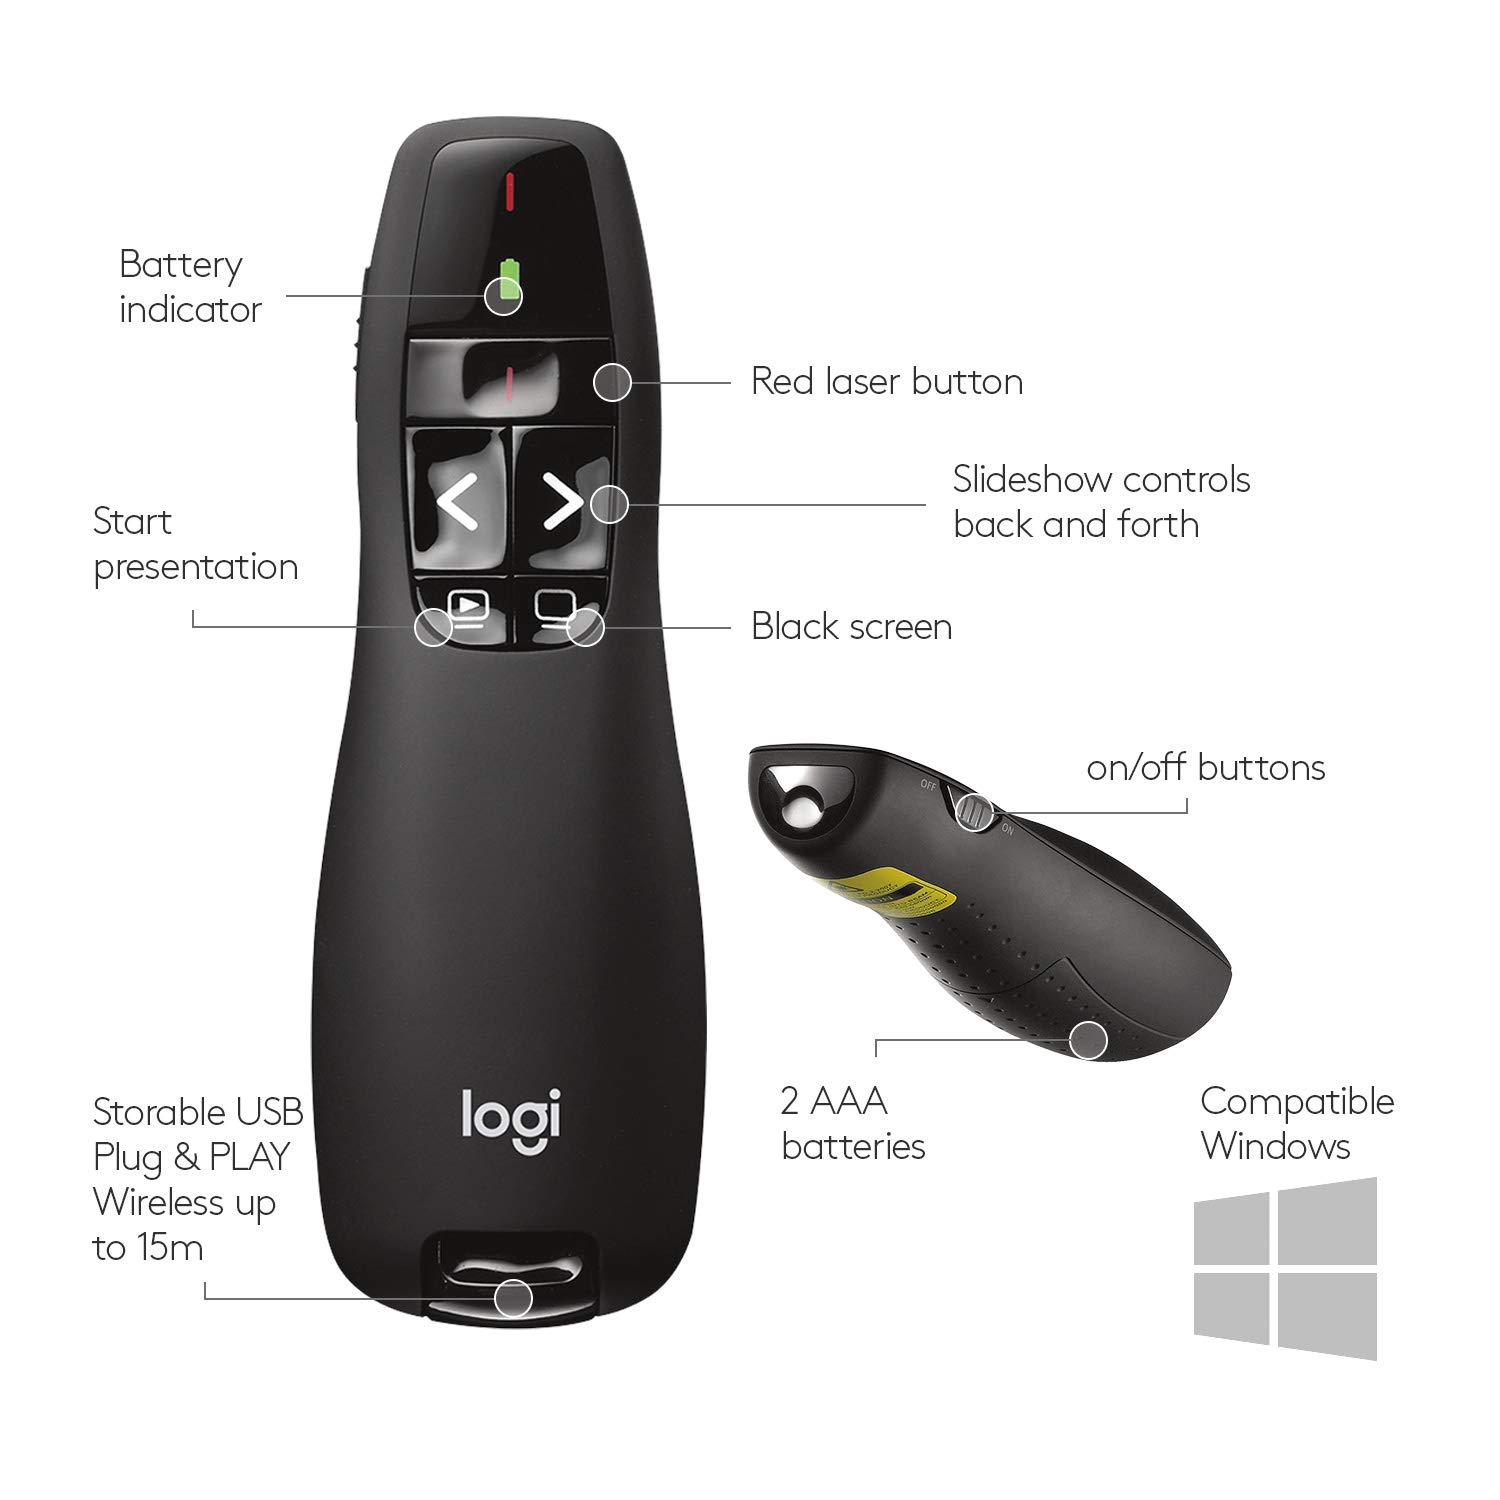 Battery
indicator
Red laser button
Slideshow controls
back and forth
Start
presentation
Black screen
on/off buttons
OFF
ON
2 AAA
batteries
Compatible
Windows
logi
Storable USB
Plug & PLAY
Wireless up
to 15m